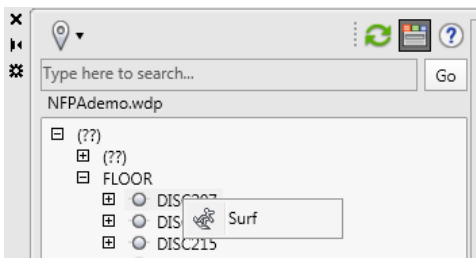 Type here to search...
Go
NFPAdemo.wdp
(??)
(??)
FLOOR
Surf
DISC215